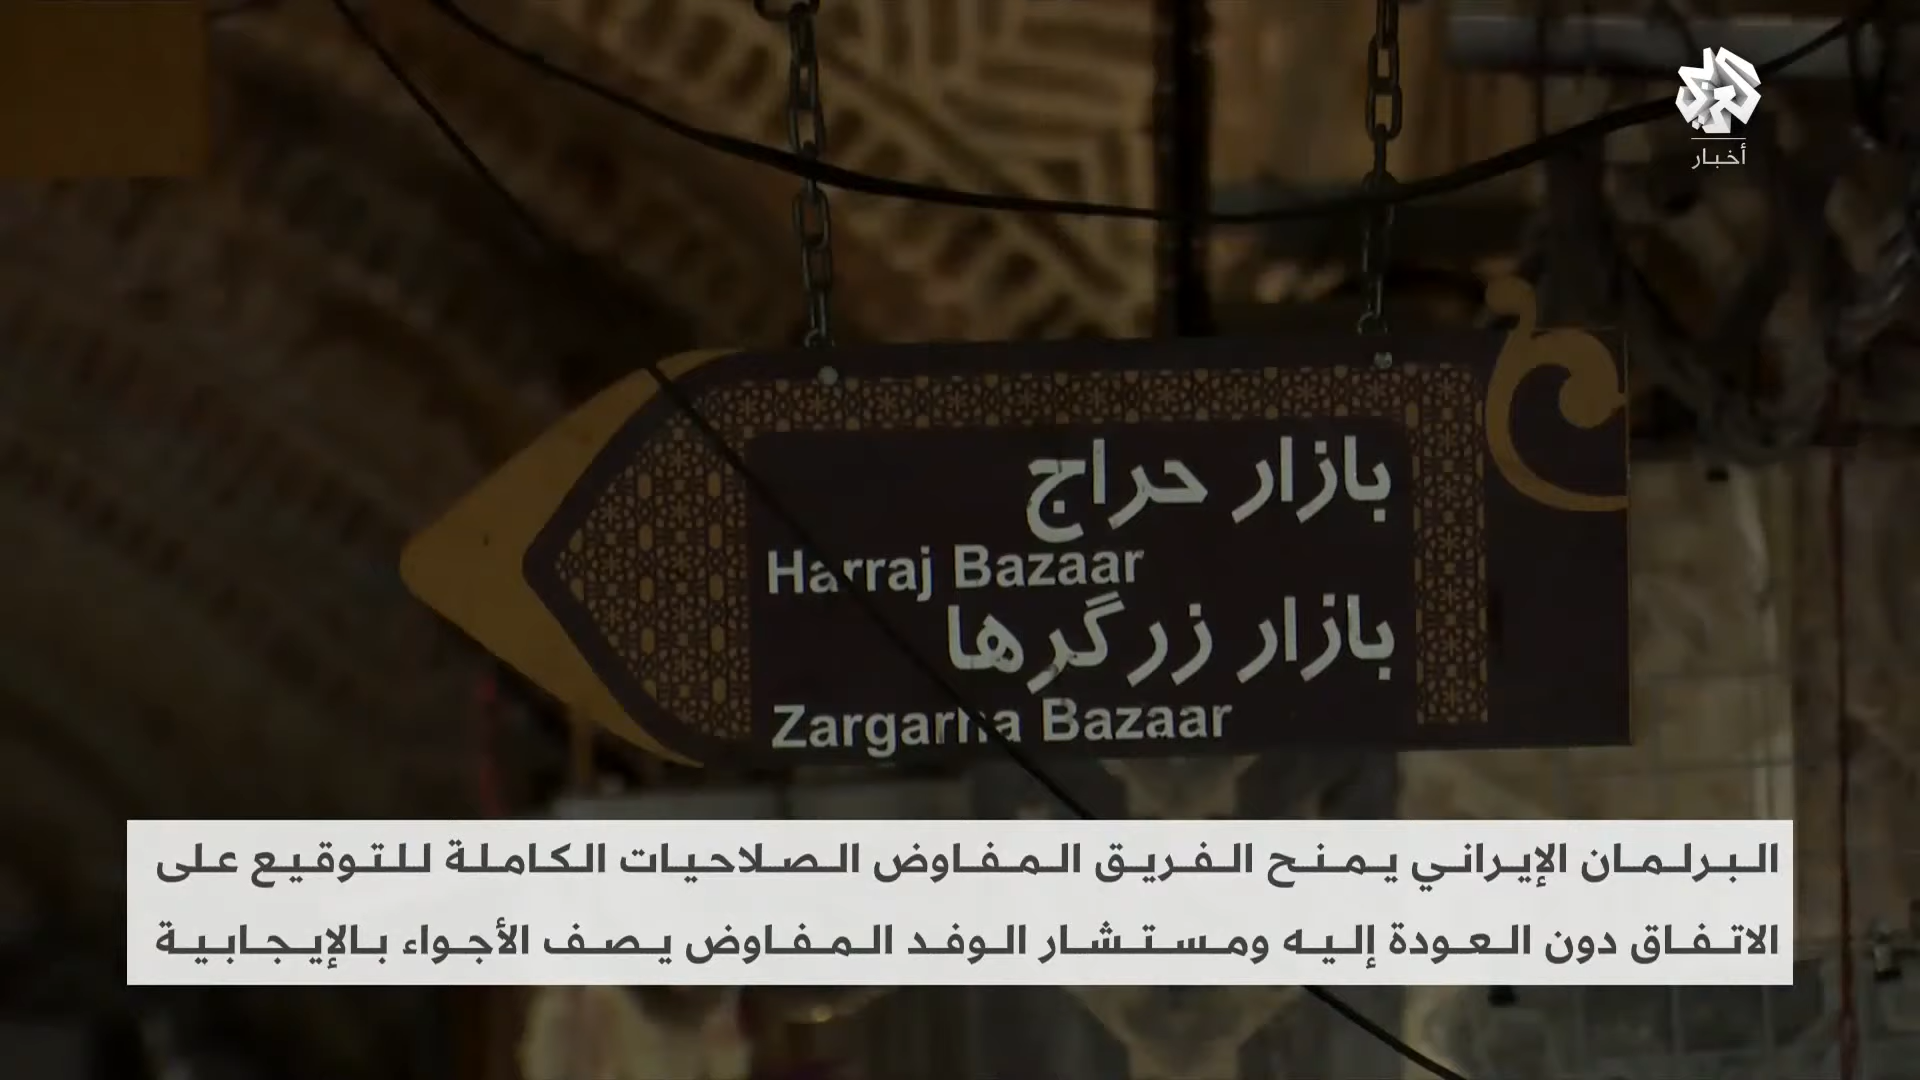 العربي
أخبار
بازار حراج
Harraj Bazaar
بازار زرگرها
Zargarha Bazaar
البرلمان الإيراني يمنح الفريق المفاوض الصلاحيات الكاملة للتوقيع على
الاتفاق دون العودة إليه ومستشار الوفد المفاوض يصف الأجواء بالإيجابية